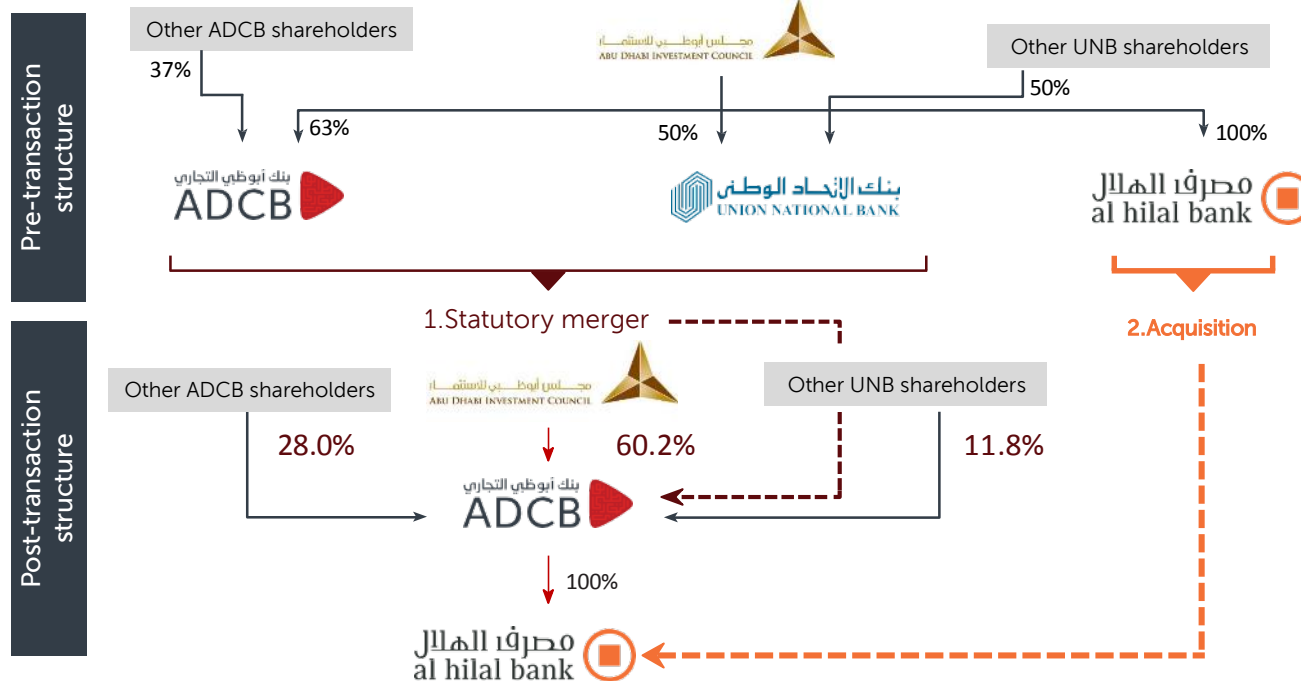 Pre-transaction
structure
Other ADCB shareholders
37%
مجلس أبوظبي للاستثمار
ABU DHABI INVESTMENT COUNCIL
Other UNB shareholders
50%
63%
50%
100%
بنك أبوظبي التجاري
ADCB
بنك الاتحاد الوطني
UNION NATIONAL BANK
مصرف الهلال
al hilal bank
1.Statutory merger
2.Acquisition
Post-transaction
structure
Other ADCB shareholders
مجلس أبوظبي للاستثمار
ABU DHABI INVESTMENT COUNCIL
Other UNB shareholders
28.0%
60.2%
11.8%
بنك أبوظبي التجاري
ADCB
100%
مصرف الهلال
al hilal bank